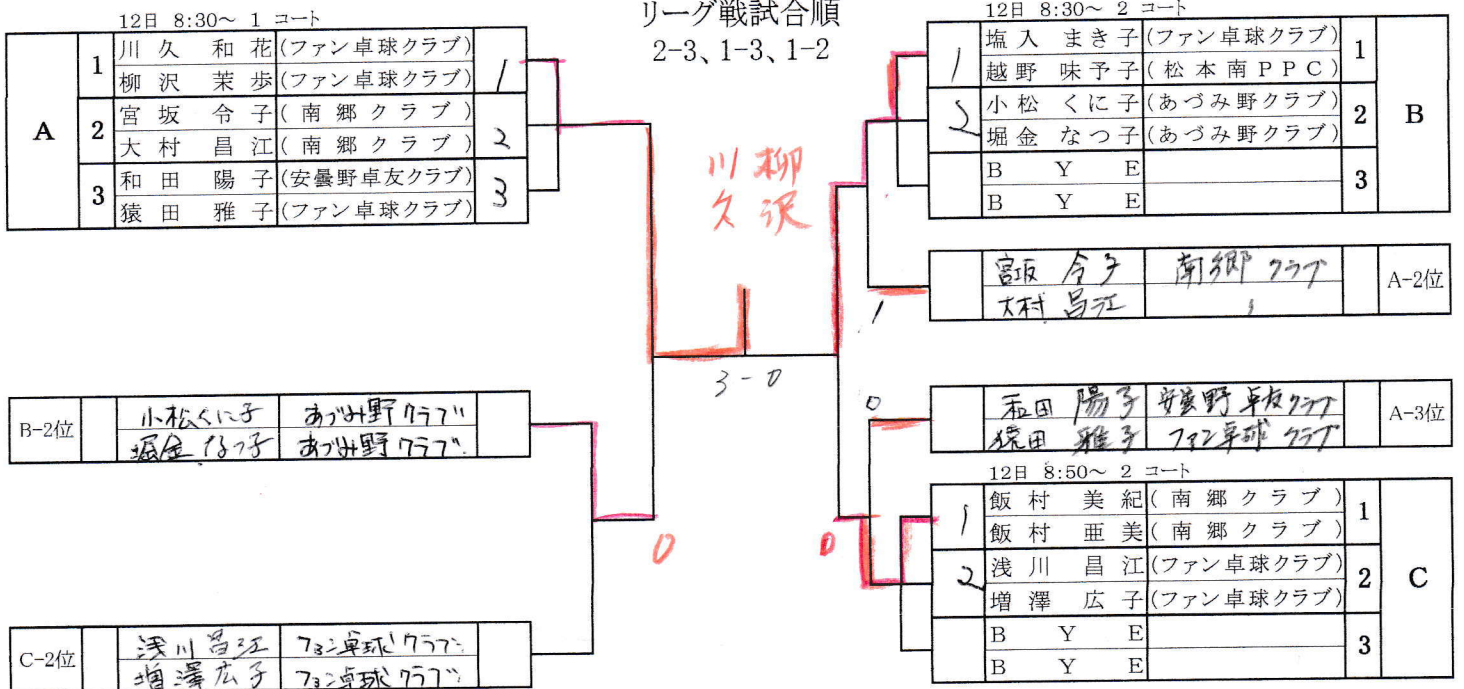 12日 8:30～ 1 コート
リーグ戦試合順
2-3、1-3、1-2
12日 8:30～ 2 コート
A
1
川久 和花 (ファン卓球クラブ) 1
柳沢 茉歩 (ファン卓球クラブ)
2
宮坂 令子 (南郷クラブ) 2
大村 昌江 (南郷クラブ)
3
和田 陽子 (安曇野卓友クラブ) 3
猿田 雅子 (ファン卓球クラブ)
1 塩入 まき子 (ファン卓球クラブ) 1
越野 味予子 (松本南PPC)
2 小松 くに子 (あづみ野クラブ) 2
堀金 なつ子 (あづみ野クラブ)
BYE 3
BYE
B
川久
柳沢
宮坂 令子 南郷クラブ A-2位
大村 昌江 〃
1
3-0
B-2位 小松くに子 あづみ野クラブ
堀金なつ子 あづみ野クラブ
0
和田 陽子 安曇野卓友クラブ A-3位
猿田 雅子 ファン卓球クラブ
12日 8:50～ 2 コート
1 飯村 美紀 (南郷クラブ) 1
飯村 亜美 (南郷クラブ)
2 浅川 昌江 (ファン卓球クラブ) 2
増澤 広子 (ファン卓球クラブ)
BYE 3
BYE
C
0
0
C-2位 浅川昌江 ファン卓球クラブ
増澤広子 ファン卓球クラブ